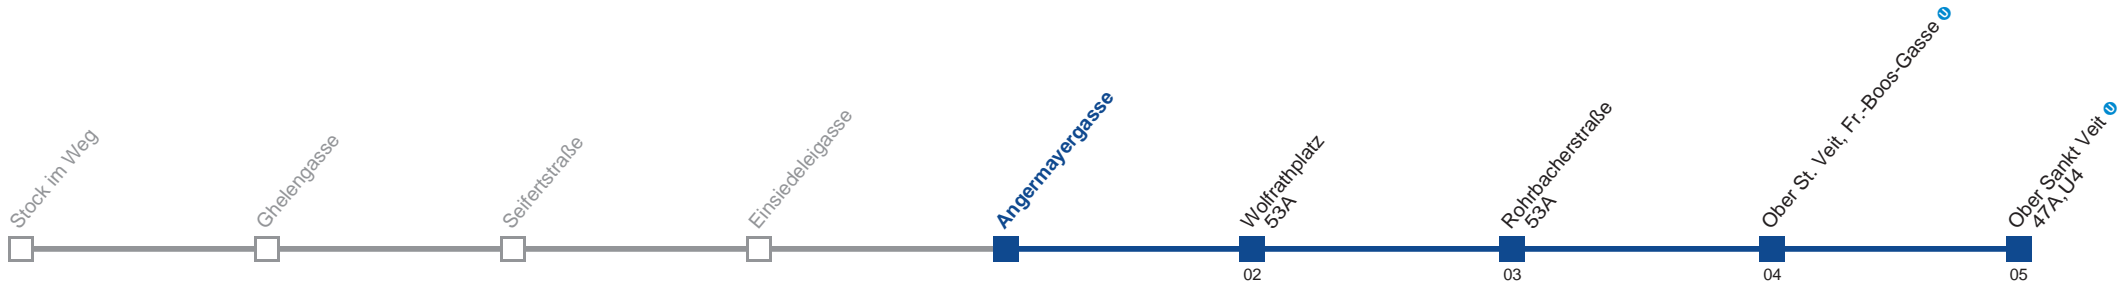 Stock im Weg
Ghelengasse
Seifertstraße
Einsiedeleigasse
Angermayergasse
Wolfrathplatz
53A
Rohrbacherstraße
53A
Ober St. Veit, Fr.-Boos-Gasse U
Ober Sankt Veit U
47A,U4
02
03
04
05